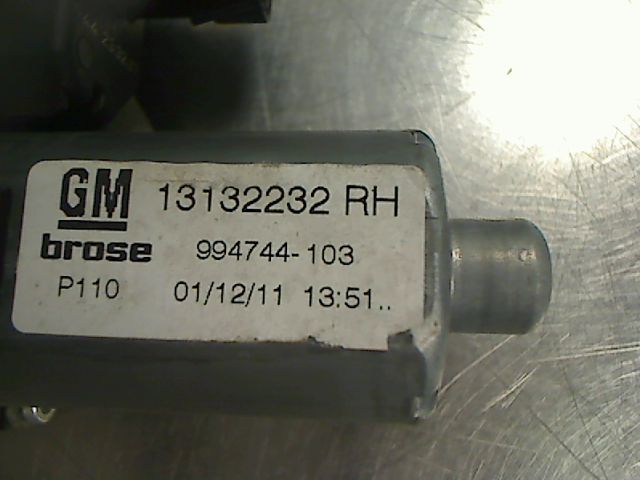 GM 13132232 RH
brose 994744-103
P110 01/12/11 13:51..